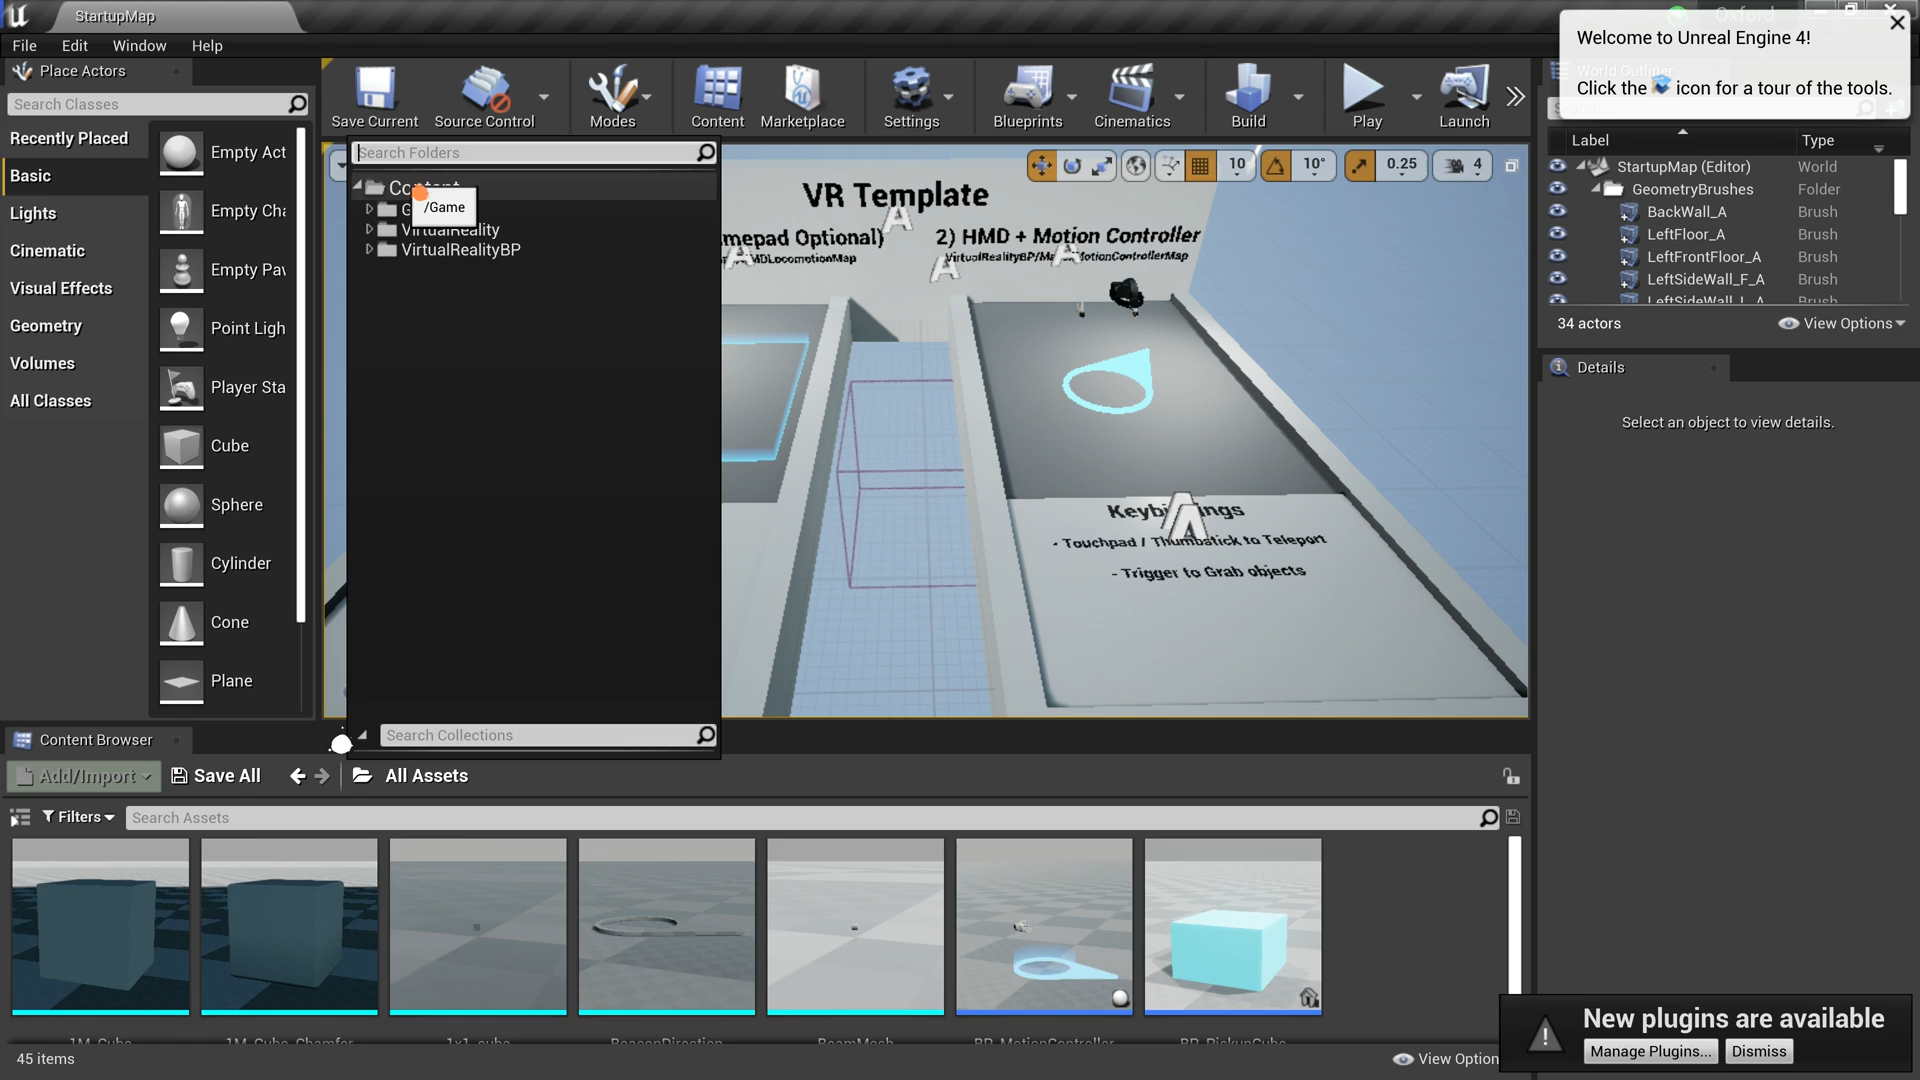 StartupMap
Oxford
File Edit Window Help
Welcome to Unreal Engine 4!
Click the icon for a tour of the tools.
Place Actors
Search Classes
Recently Placed
Basic
Lights
Cinematic
Visual Effects
Geometry
Volumes
All Classes
Empty Act
Empty Cha
Empty Pav
Point Ligh
Player Sta
Cube
Sphere
Cylinder
Cone
Plane
Save Current
Source Control
Modes
Content
Marketplace
Settings
Blueprints
Cinematics
Build
Play
Launch
Search Folders
Content
/Game
VirtualReality
VirtualRealityBP
Search Collections
10
10°
0.25
4
VR Template
mepad Optional)
2) HMD + Motion Controller
MDLocomotionMap
- Touchpad / Thumbstick to Teleport
- Trigger to Grab objects
World Outliner
Search
Label Type
StartupMap (Editor) World
GeometryBrushes Folder
BackWall_A Brush
LeftFloor_A Brush
LeftFrontFloor_A Brush
LeftSideWall_F_A Brush
LeftSideWall_L_A Brush
34 actors
View Options
Details
Select an object to view details.
Content Browser
Add/Import
Save All
All Assets
Filters
Search Assets
1M_Cube
1M_Cube_Chamfer
1x1_cube
BeaconDirection
BeamMesh
BP_MotionController
BP_PickupCube
45 items
View Option
New plugins are available
Manage Plugins...
Dismiss